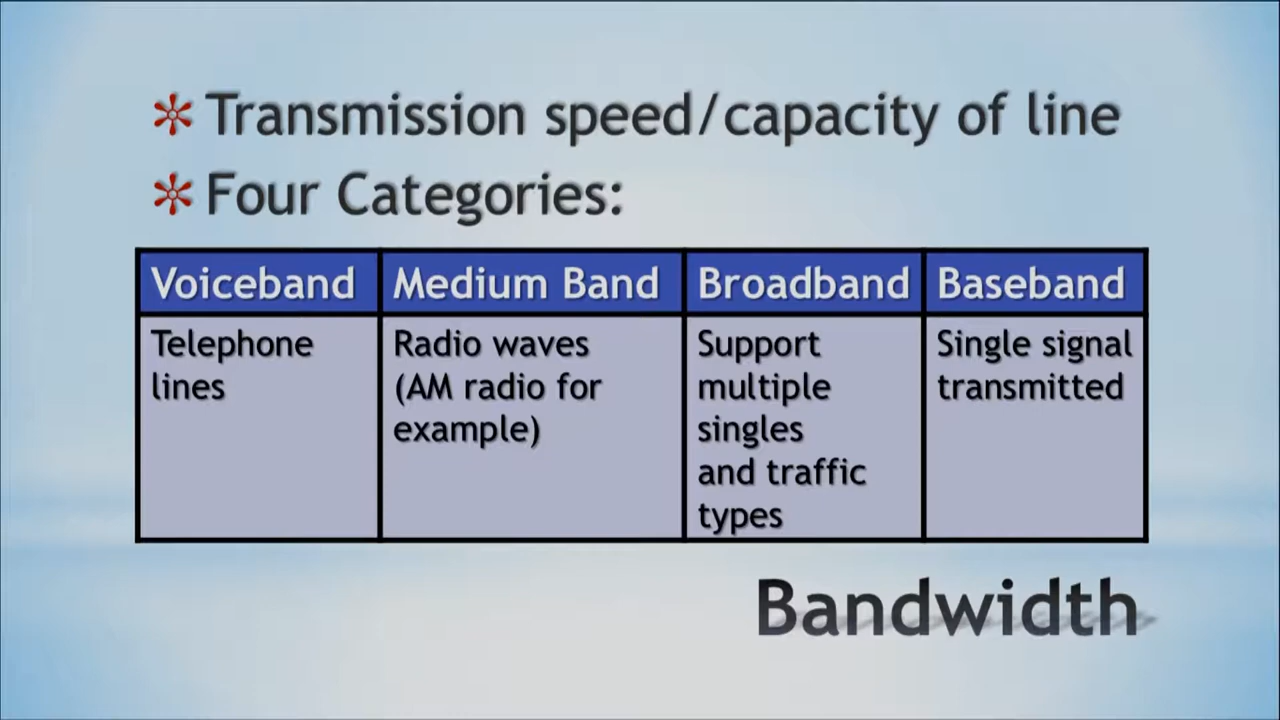 Transmission speed/capacity of line
Four Categories:
Voiceband
Medium Band
Broadband
Baseband
Telephone
lines
Radio waves
(AM radio for
example)
Support
multiple
singles
and traffic
types
Single signal
transmitted
Bandwidth